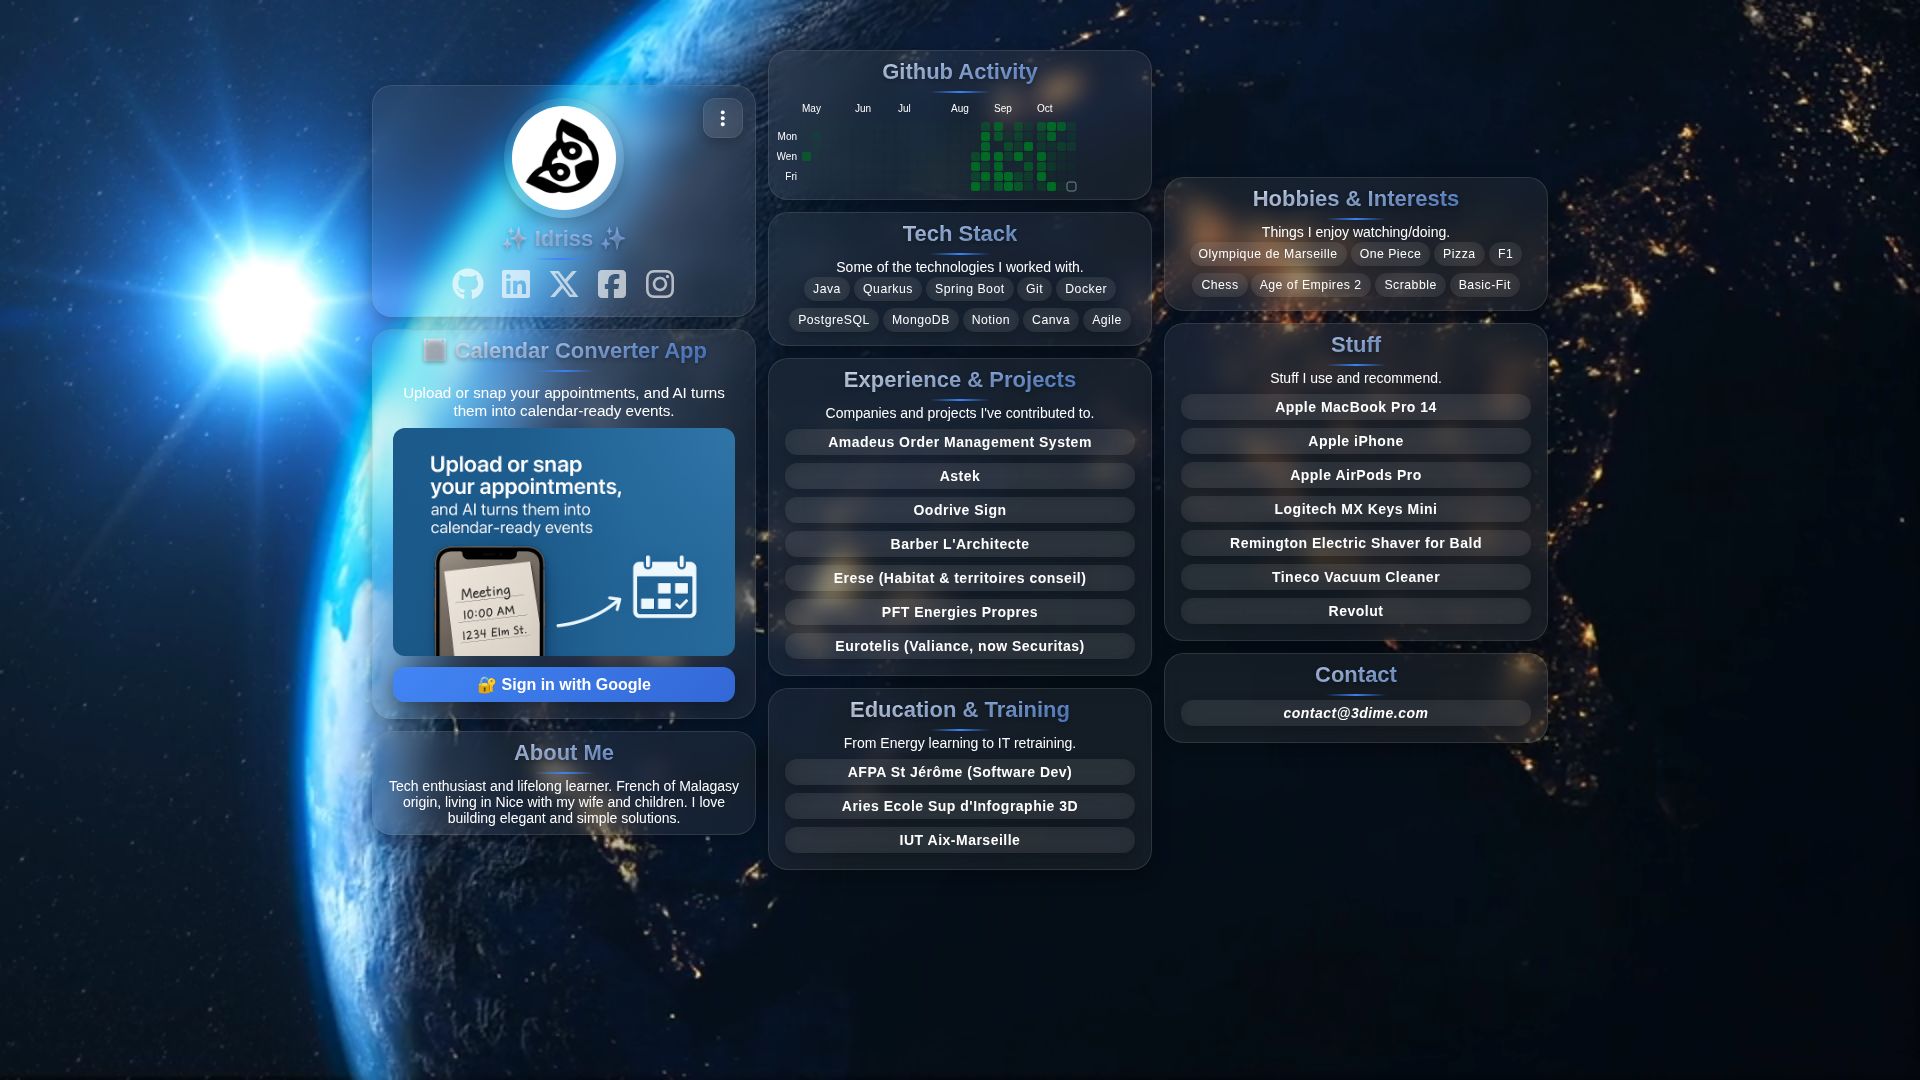 ✨ Idriss ✨
Calendar Converter App
Upload or snap your appointments, and AI turns
them into calendar-ready events.
Upload or snap
your appointments,
and AI turns them into
calendar-ready events
Meeting
10:00 AM
1234 Elm St.
🔐 Sign in with Google
About Me
Tech enthusiast and lifelong learner. French of Malagasy
origin, living in Nice with my wife and children. I love
building elegant and simple solutions.
Github Activity
May Jun Jul Aug Sep Oct
Mon
Wed
Fri
Tech Stack
Some of the technologies I worked with.
Java Quarkus Spring Boot Git Docker
PostgreSQL MongoDB Notion Canva Agile
Experience & Projects
Companies and projects I've contributed to.
Amadeus Order Management System
Astek
Oodrive Sign
Barber L'Architecte
Erese (Habitat & territoires conseil)
PFT Energies Propres
Eurotelis (Valiance, now Securitas)
Education & Training
From Energy learning to IT retraining.
AFPA St Jérôme (Software Dev)
Aries Ecole Sup d'Infographie 3D
IUT Aix-Marseille
Hobbies & Interests
Things I enjoy watching/doing.
Olympique de Marseille One Piece Pizza F1
Chess Age of Empires 2 Scrabble Basic-Fit
Stuff
Stuff I use and recommend.
Apple MacBook Pro 14
Apple iPhone
Apple AirPods Pro
Logitech MX Keys Mini
Remington Electric Shaver for Bald
Tineco Vacuum Cleaner
Revolut
Contact
contact@3dime.com